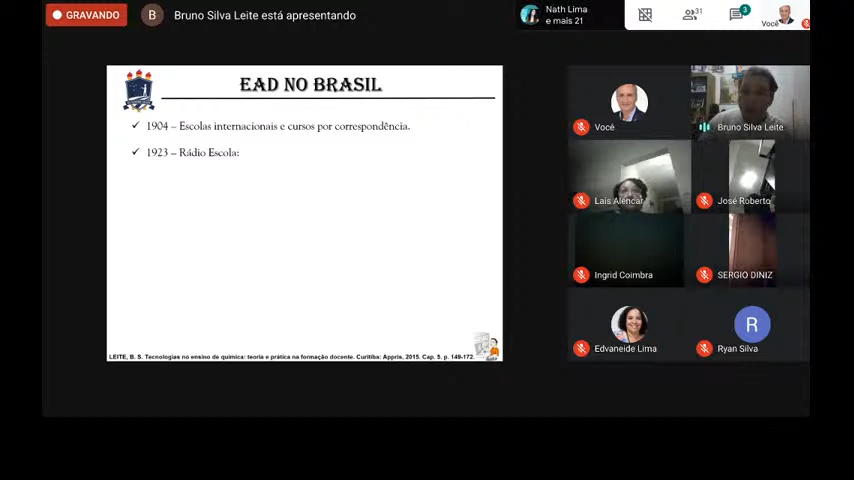 GRAVANDO
B
Bruno Silva Leite está apresentando
Nath Lima
e mais 21
31
3
Você
EAD NO BRASIL
✓ 1904 – Escolas internacionais e cursos por correspondência.
✓ 1923 – Rádio Escola:
LEITE, B. S. Tecnologias no ensino de química: teoria e prática na formação docente. Curitiba: Appris, 2015. Cap. 5. p. 149-172.
Você
Bruno Silva Leite
Lais Alencar
José Roberto
Ingrid Coimbra
SERGIO DINIZ
Edvaneide Lima
R
Ryan Silva